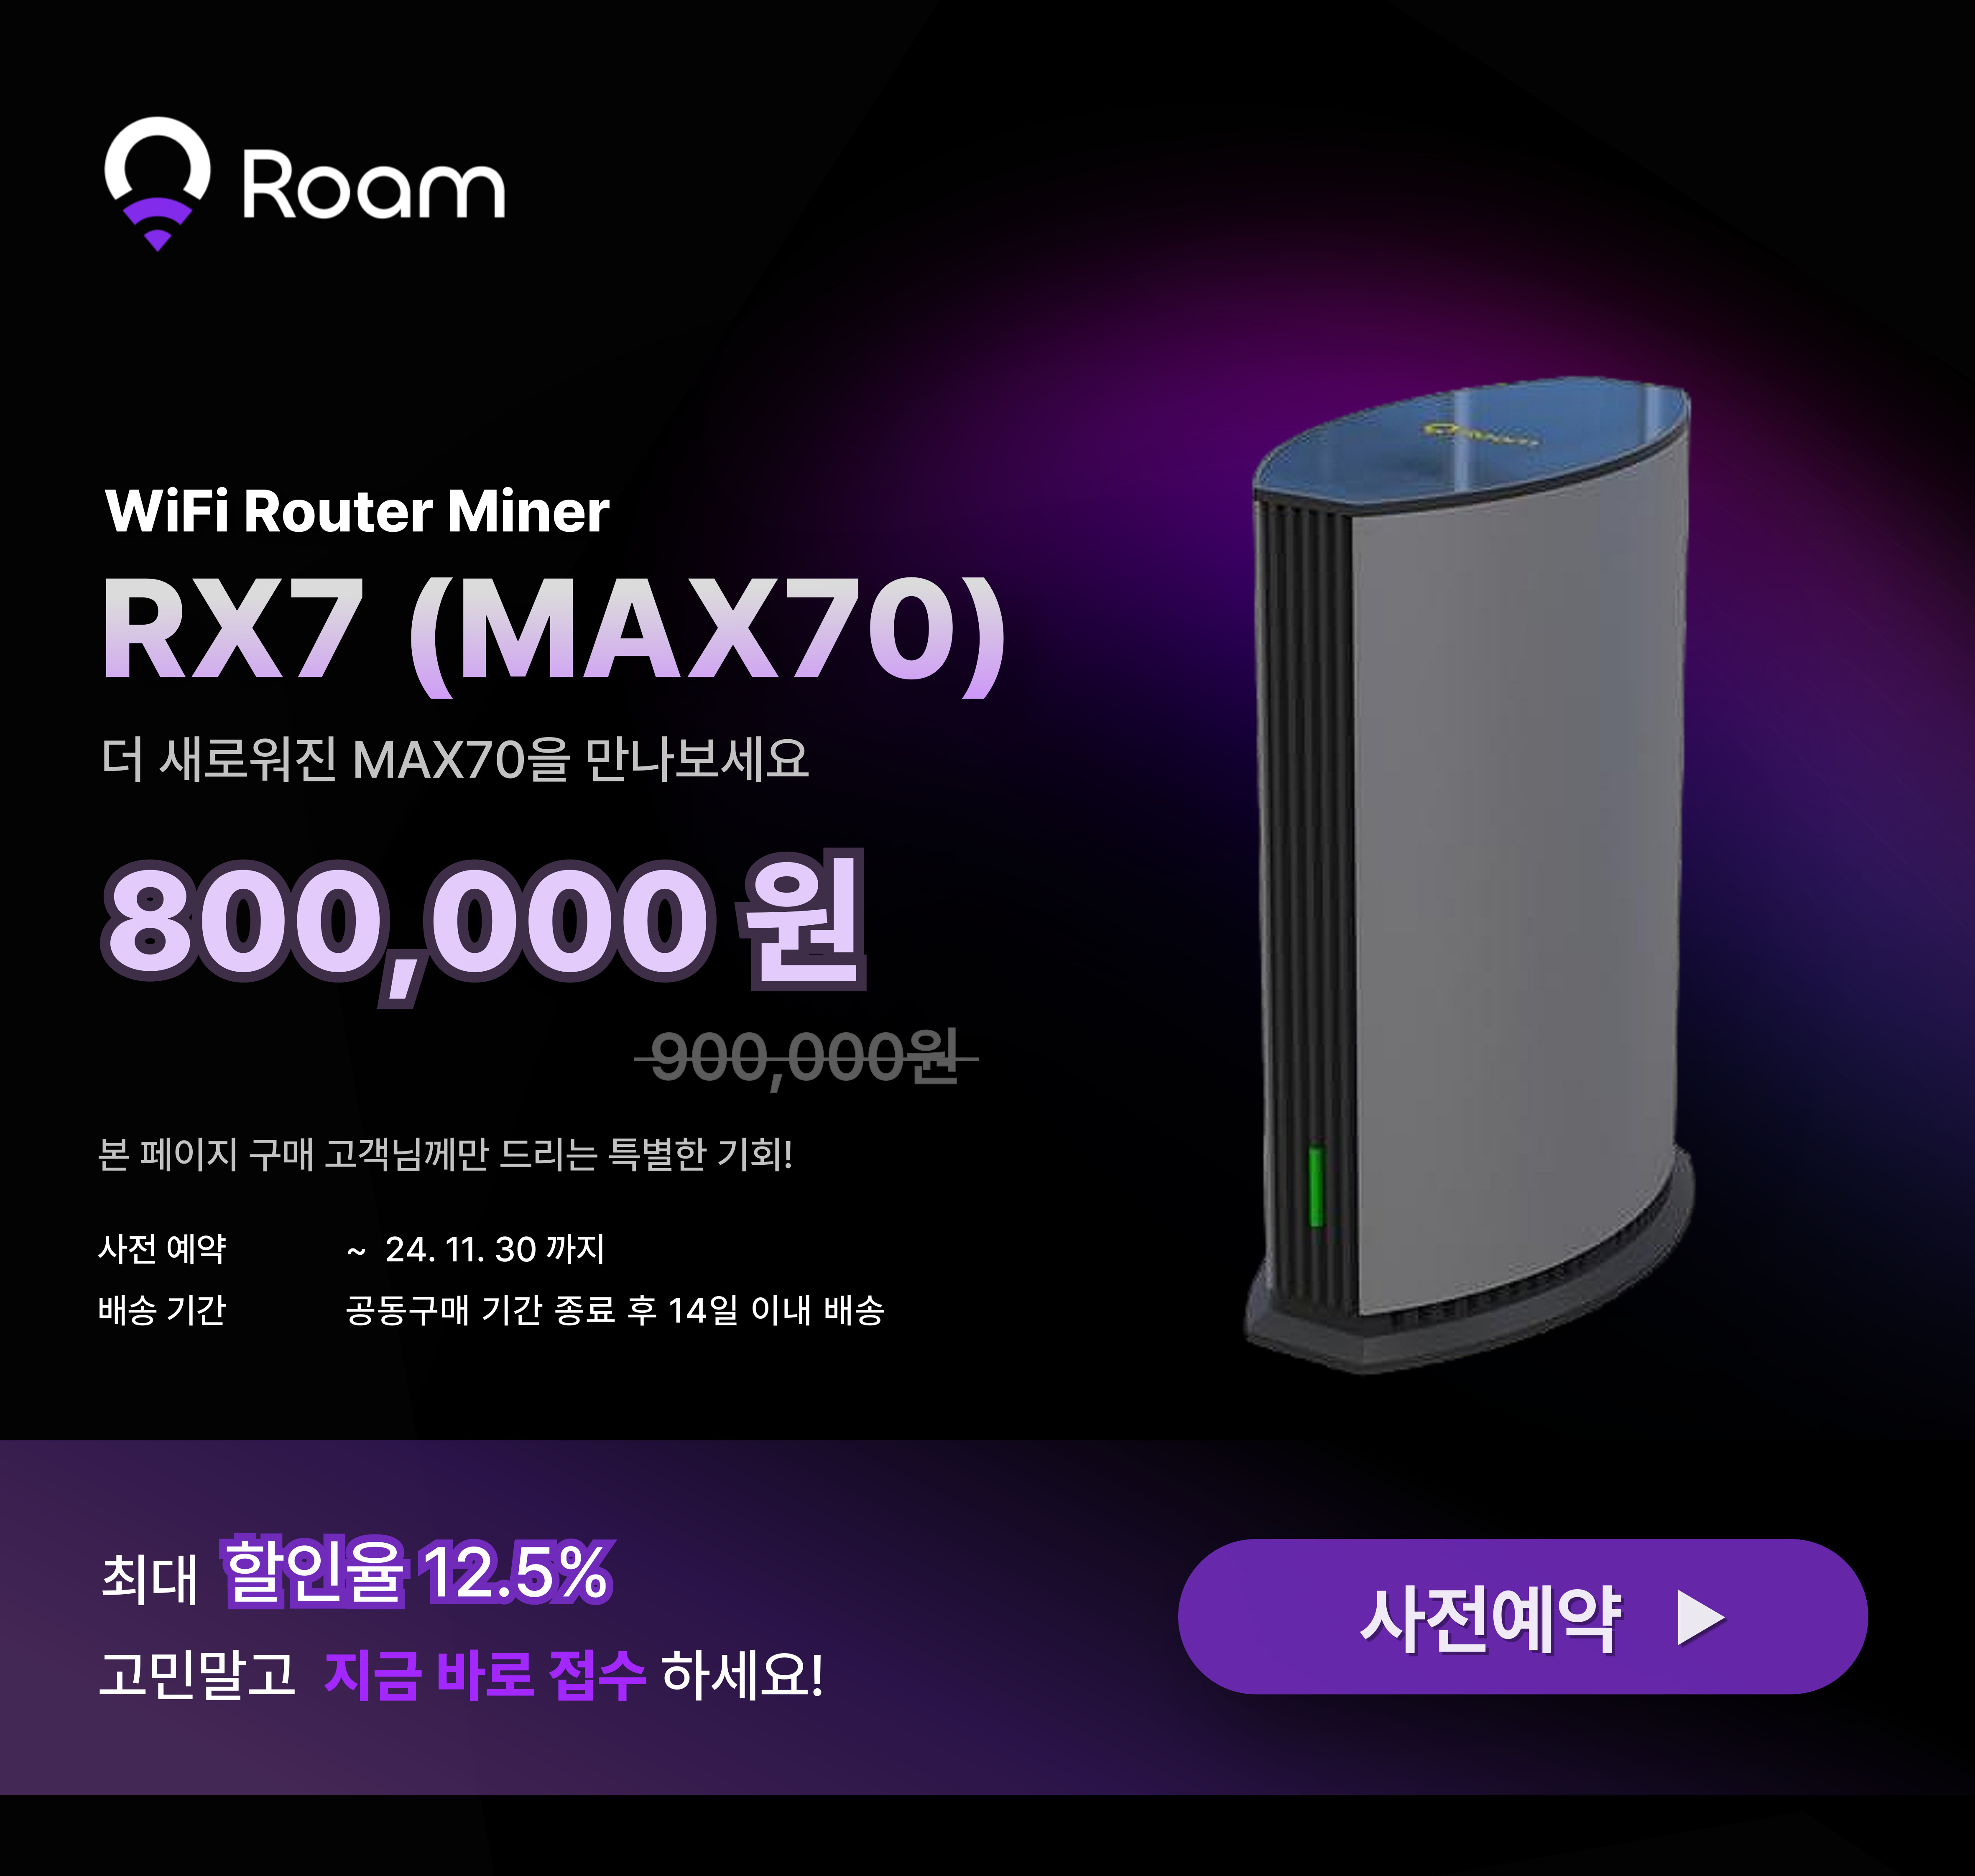 Roam
WiFi Router Miner
RX7 (MAX70)
더 새로워진 MAX70을 만나보세요
800,000 원
900,000원
본 페이지 구매 고객님께만 드리는 특별한 기회!
사전 예약 ~ 24. 11. 30 까지
배송 기간 공동구매 기간 종료 후 14일 이내 배송
최대 할인율 12.5%
고민말고 지금 바로 접수 하세요!
사전예약 ▶
Roam